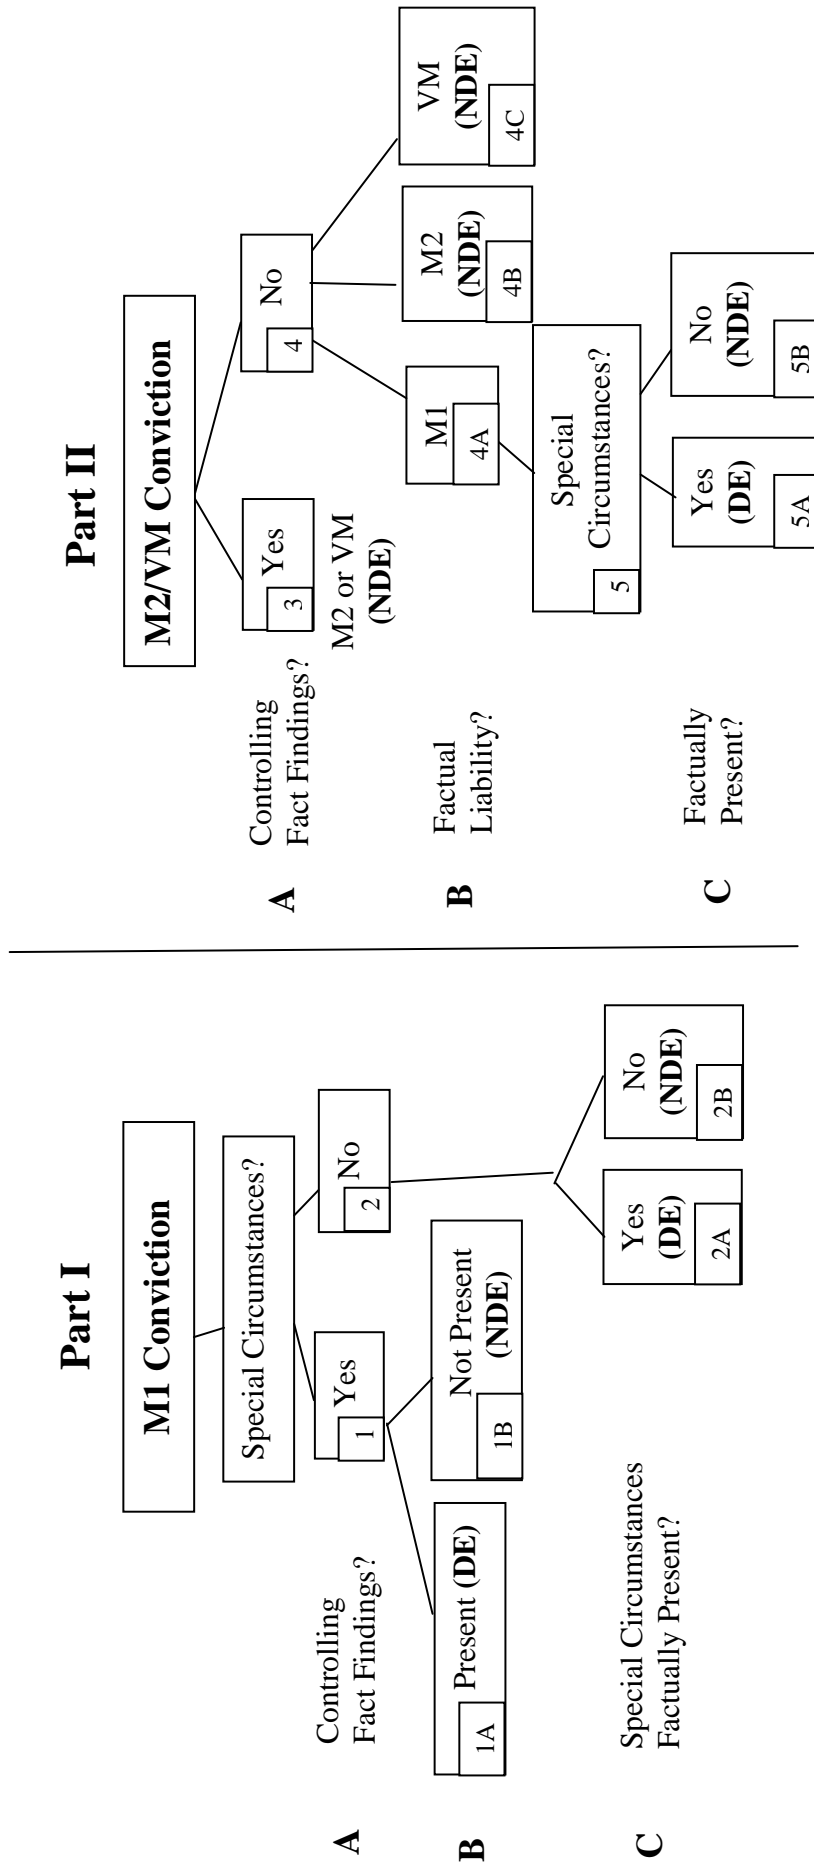 Part I
M1 Conviction
Special Circumstances?
A
Controlling
Fact Findings?
Yes
1
No
2
B
Present (DE)
1A
Not Present
(NDE)
1B
C
Special Circumstances
Factually Present?
Yes
(DE)
2A
No
(NDE)
2B
Part II
M2/VM Conviction
A
Controlling
Fact Findings?
Yes
3
M2 or VM
(NDE)
No
4
B
Factual
Liability?
M1
4A
M2
(NDE)
4B
VM
(NDE)
4C
Special
Circumstances?
5
C
Factually
Present?
Yes
(DE)
5A
No
(NDE)
5B